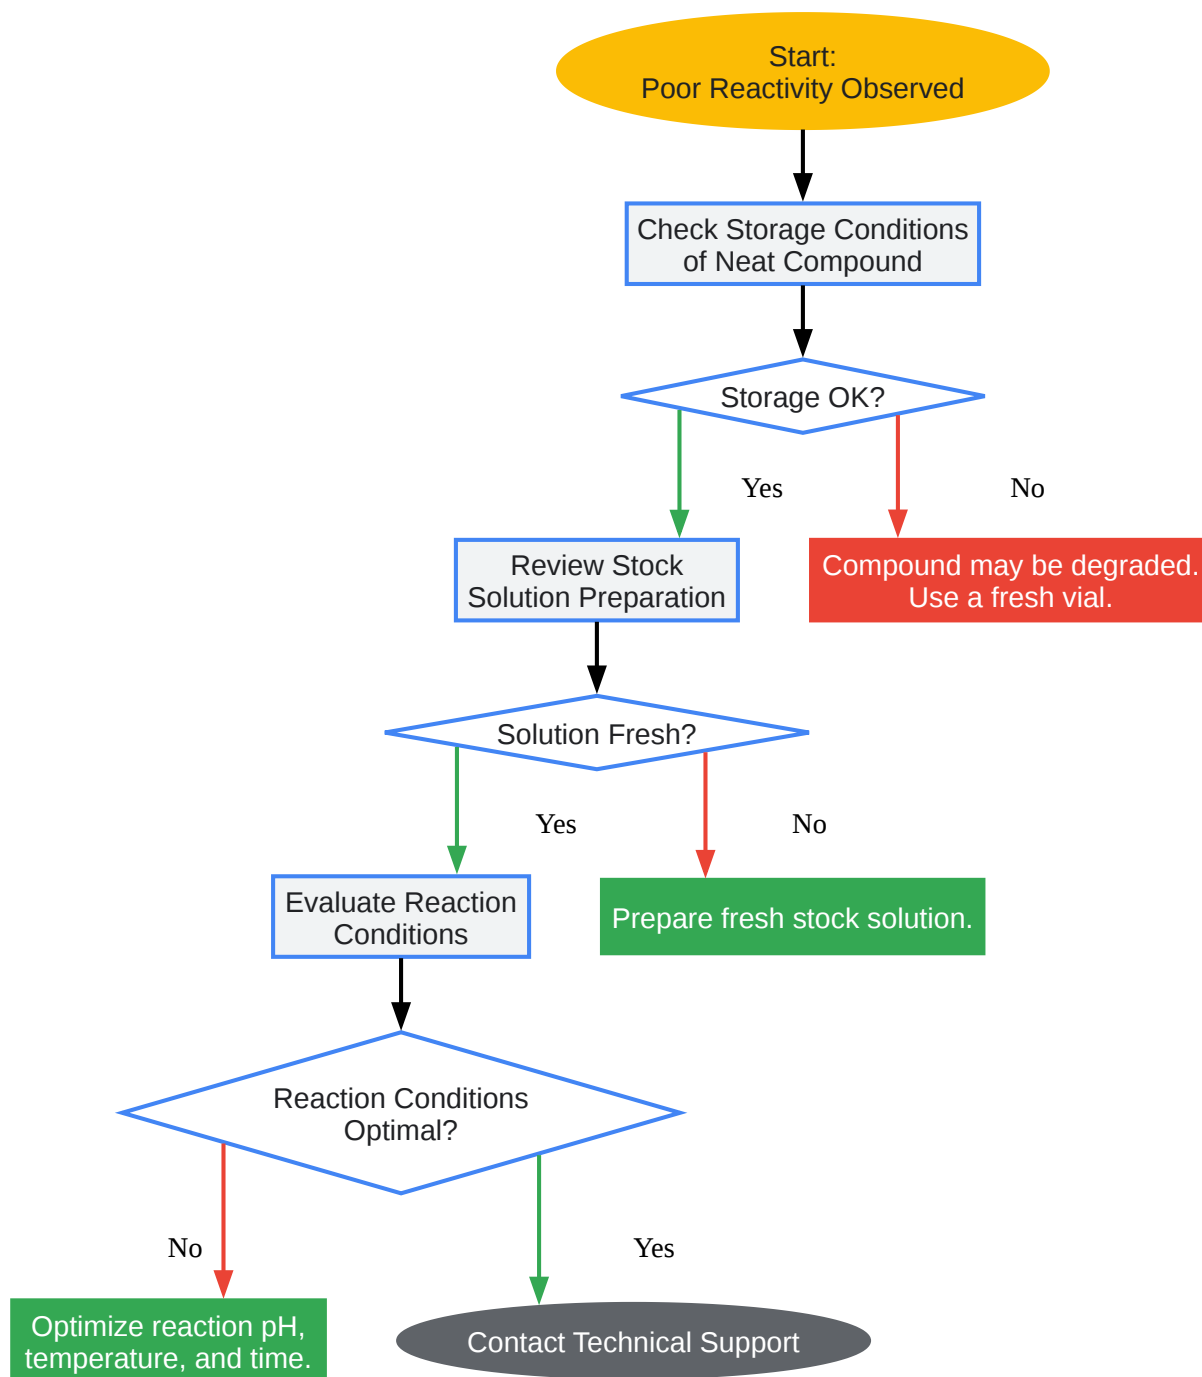 Start:
Poor Reactivity Observed
Check Storage Conditions
of Neat Compound
Storage OK?
Yes
No
Review Stock
Solution Preparation
Compound may be degraded.
Use a fresh vial.
Solution Fresh?
Yes
No
Evaluate Reaction
Conditions
Prepare fresh stock solution.
Reaction Conditions
Optimal?
No
Yes
Optimize reaction pH,
temperature, and time.
Contact Technical Support